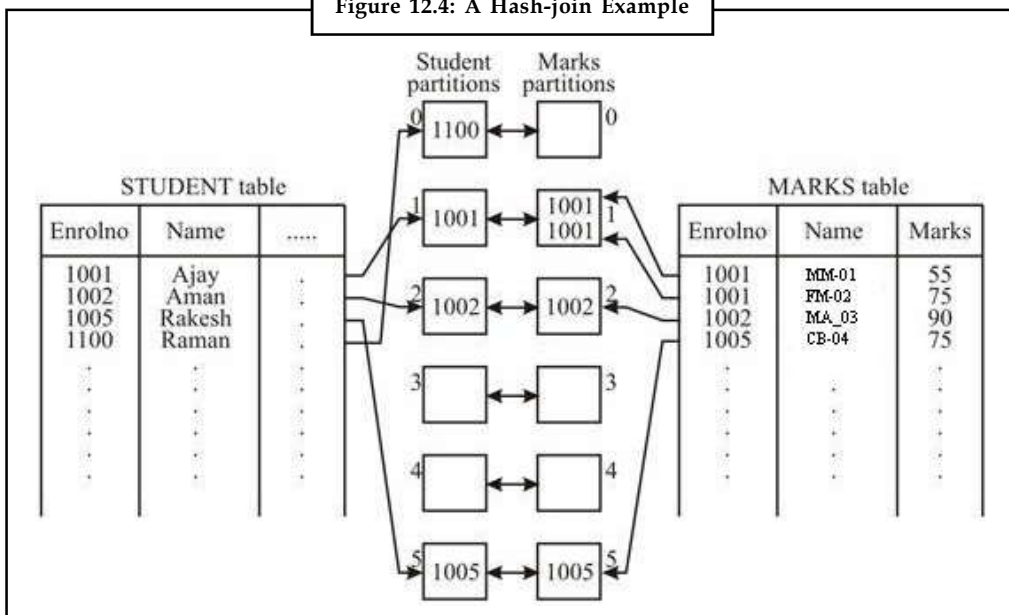 Figure 12.4: A Hash-join Example
Student partitions
Marks partitions
0 1100 0
STUDENT table
MARKS table
1 1001 1001 1
1001
Enrolno Name .....
Enrolno Name Marks
1001 Ajay .
1002 Aman .
1005 Rakesh .
1100 Raman .
1001 MM-01 55
1001 FM-02 75
1002 MA_03 90
1005 CB-04 75
2 1002 1002 2
3 3
4 4
5 1005 1005 5